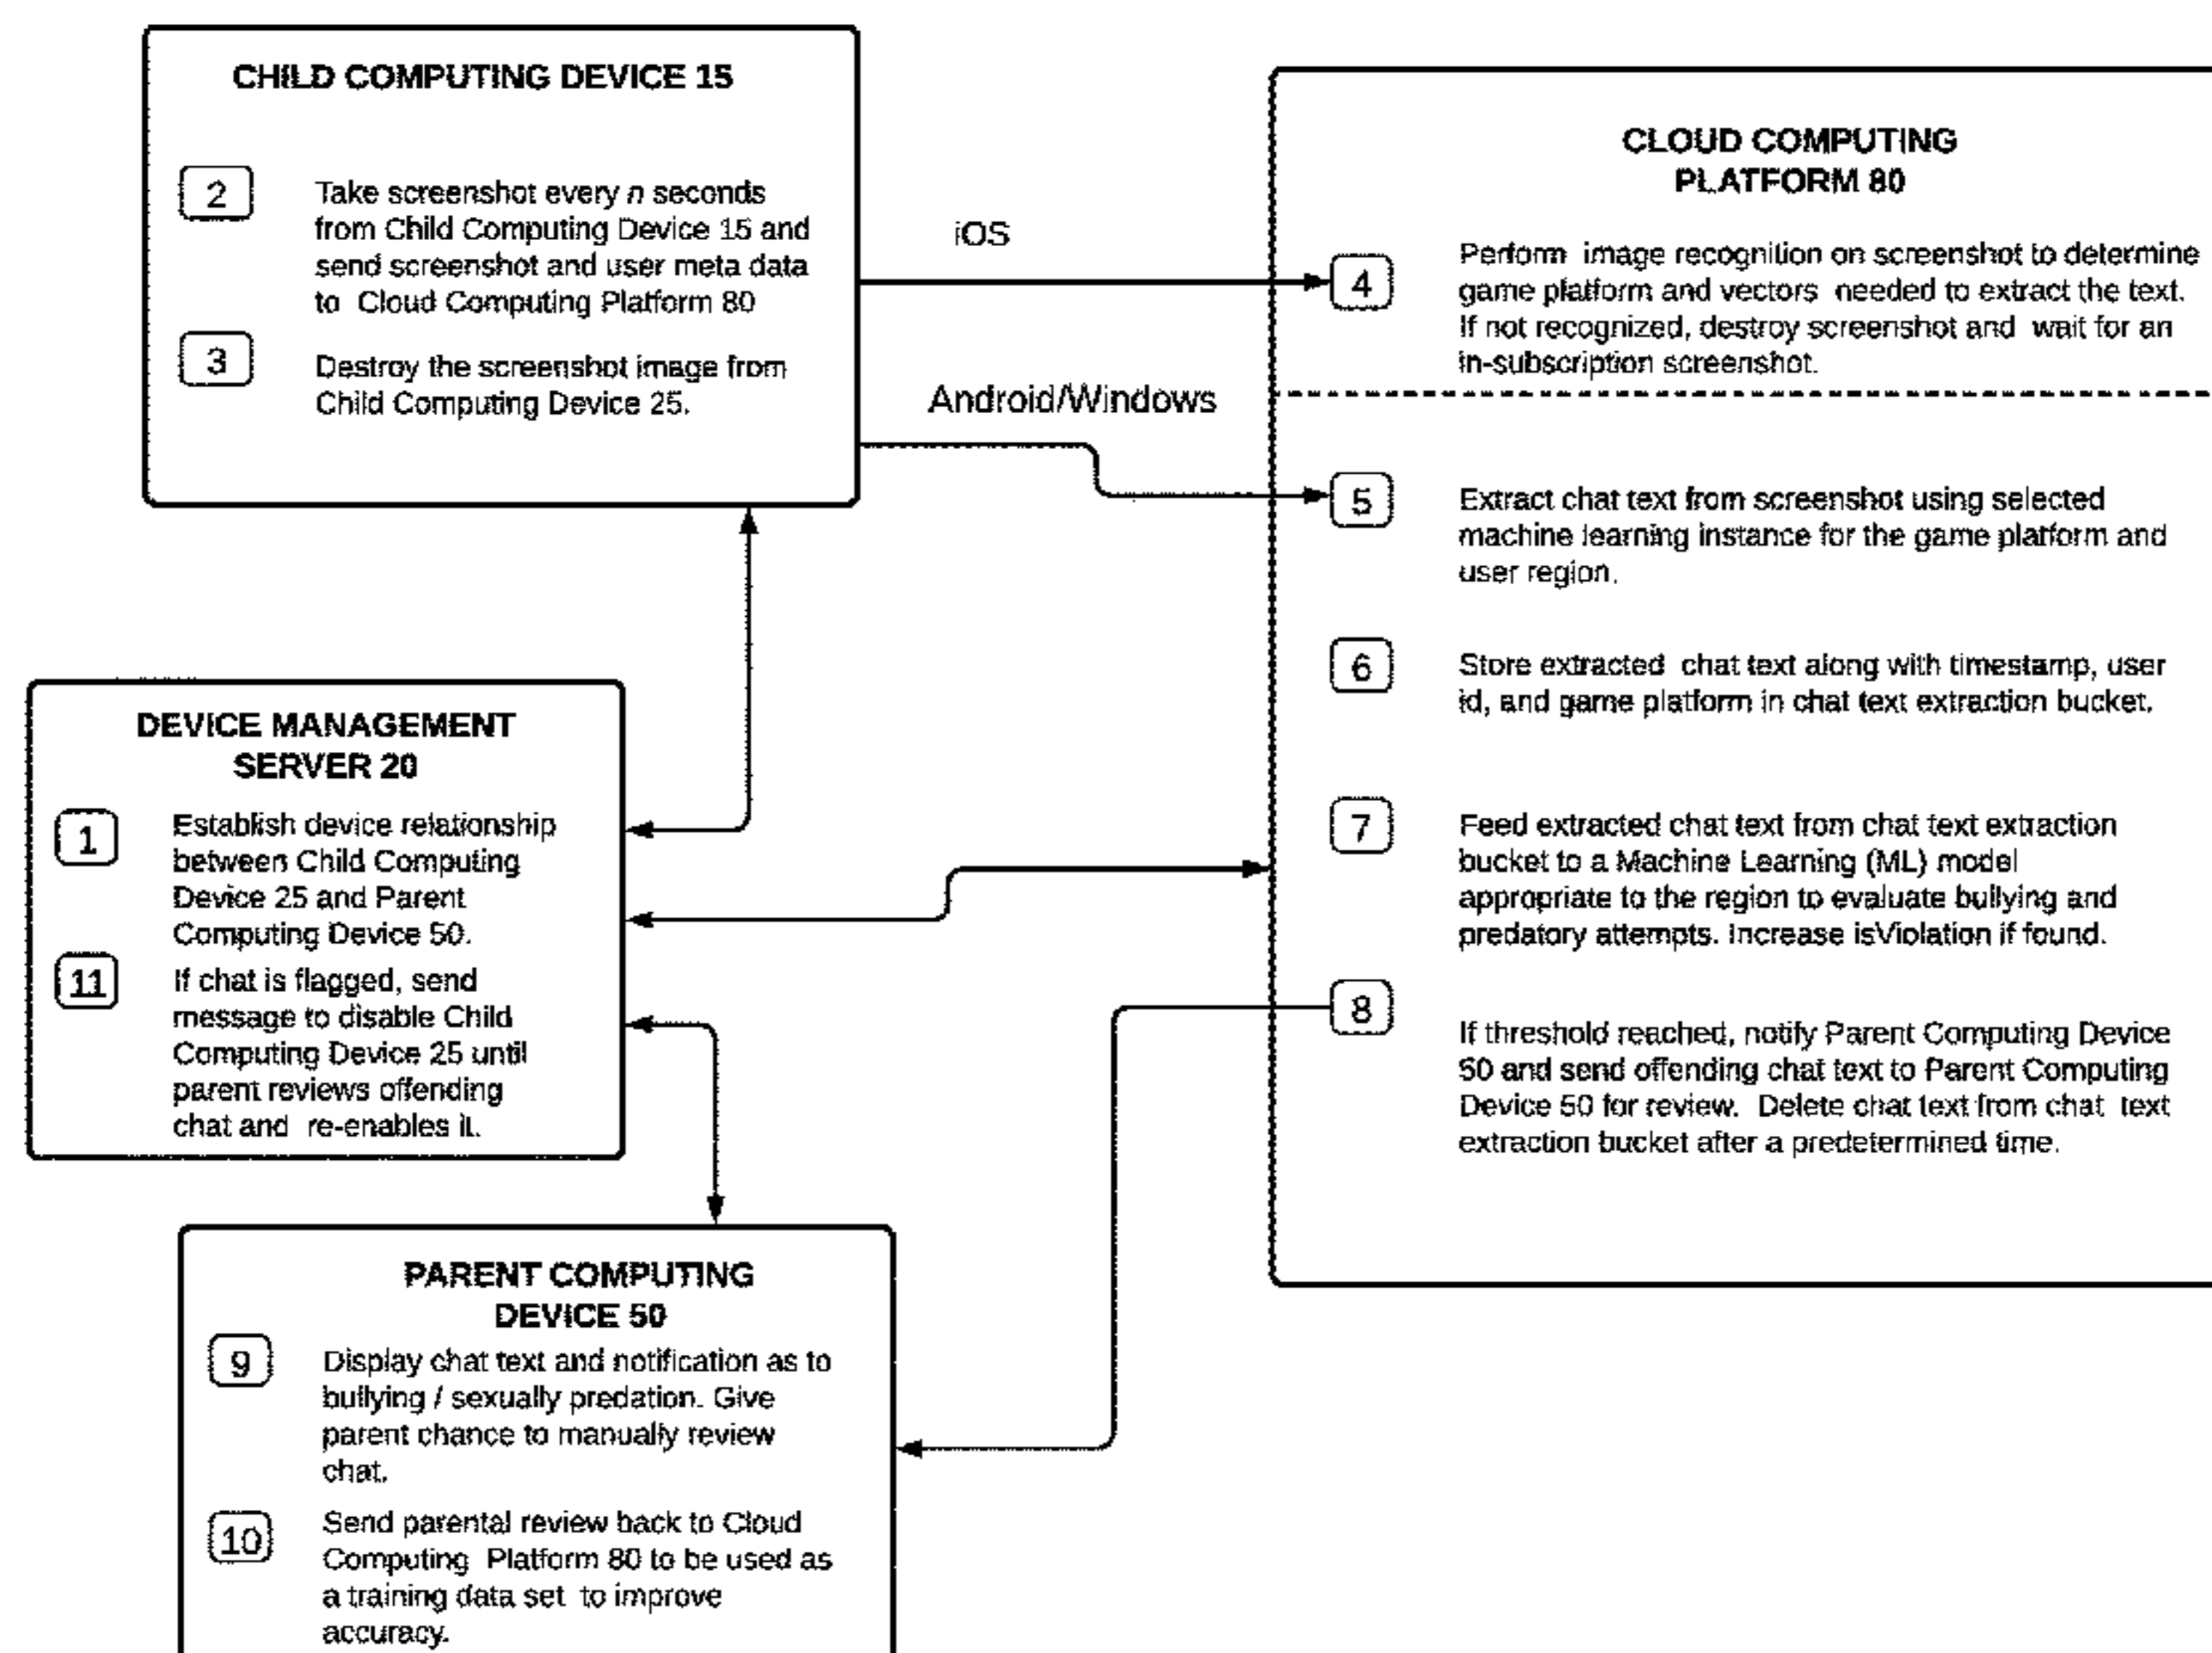 CHILD COMPUTING DEVICE 15
2
Take screenshot every n seconds
from Child Computing Device 15 and
send screenshot and user meta data
to Cloud Computing Platform 80
3
Destroy the screenshot image from
Child Computing Device 25.
iOS
Android/Windows
CLOUD COMPUTING
PLATFORM 80
4
Perform image recognition on screenshot to determine
game platform and vectors needed to extract the text.
If not recognized, destroy screenshot and wait for an
in-subscription screenshot.
5
Extract chat text from screenshot using selected
machine learning instance for the game platform and
user region.
6
Store extracted chat text along with timestamp, user
id, and game platform in chat text extraction bucket.
7
Feed extracted chat text from chat text extraction
bucket to a Machine Learning (ML) model
appropriate to the region to evaluate bullying and
predatory attempts. Increase isViolation if found.
8
If threshold reached, notify Parent Computing Device
50 and send offending chat text to Parent Computing
Device 50 for review. Delete chat text from chat text
extraction bucket after a predetermined time.
DEVICE MANAGEMENT
SERVER 20
1
Establish device relationship
between Child Computing
Device 25 and Parent
Computing Device 50.
11
If chat is flagged, send
message to disable Child
Computing Device 25 until
parent reviews offending
chat and re-enables it.
PARENT COMPUTING
DEVICE 50
9
Display chat text and notification as to
bullying / sexually predation. Give
parent chance to manually review
chat.
10
Send parental review back to Cloud
Computing Platform 80 to be used as
a training data set to improve
accuracy.